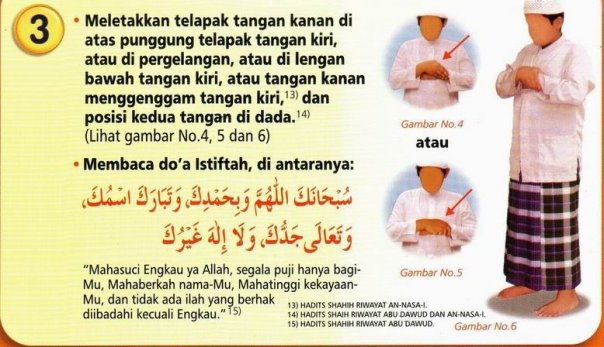 3
• Meletakkan telapak tangan kanan di
atas punggung telapak tangan kiri,
atau di pergelangan, atau di lengan
bawah tangan kiri, atau tangan kanan
menggenggam tangan kiri,13) dan
posisi kedua tangan di dada.14)
(Lihat gambar No.4, 5 dan 6)
• Membaca do'a Istiftah, di antaranya:
سُبْحَانَكَ اللّٰهُمَّ وَبِحَمْدِكَ، وَتَبَارَكَ اسْمُكَ،
وَتَعَالَى جَدُّكَ، وَلَا إِلٰهَ غَيْرُكَ
"Mahasuci Engkau ya Allah, segala puji hanya bagi-
Mu, Mahaberkah nama-Mu, Mahatinggi kekayaan-
Mu, dan tidak ada ilah yang berhak
diibadahi kecuali Engkau."15)
Gambar No.4
atau
Gambar No.5
13) HADITS SHAHIH RIWAYAT AN-NASA-I.
14) HADITS SHAIH RIWAYAT ABU DAWUD DAN AN-NASA-I.
15) HADITS SHAHIH RIWAYAT ABU DAWUD.
Gambar No.6